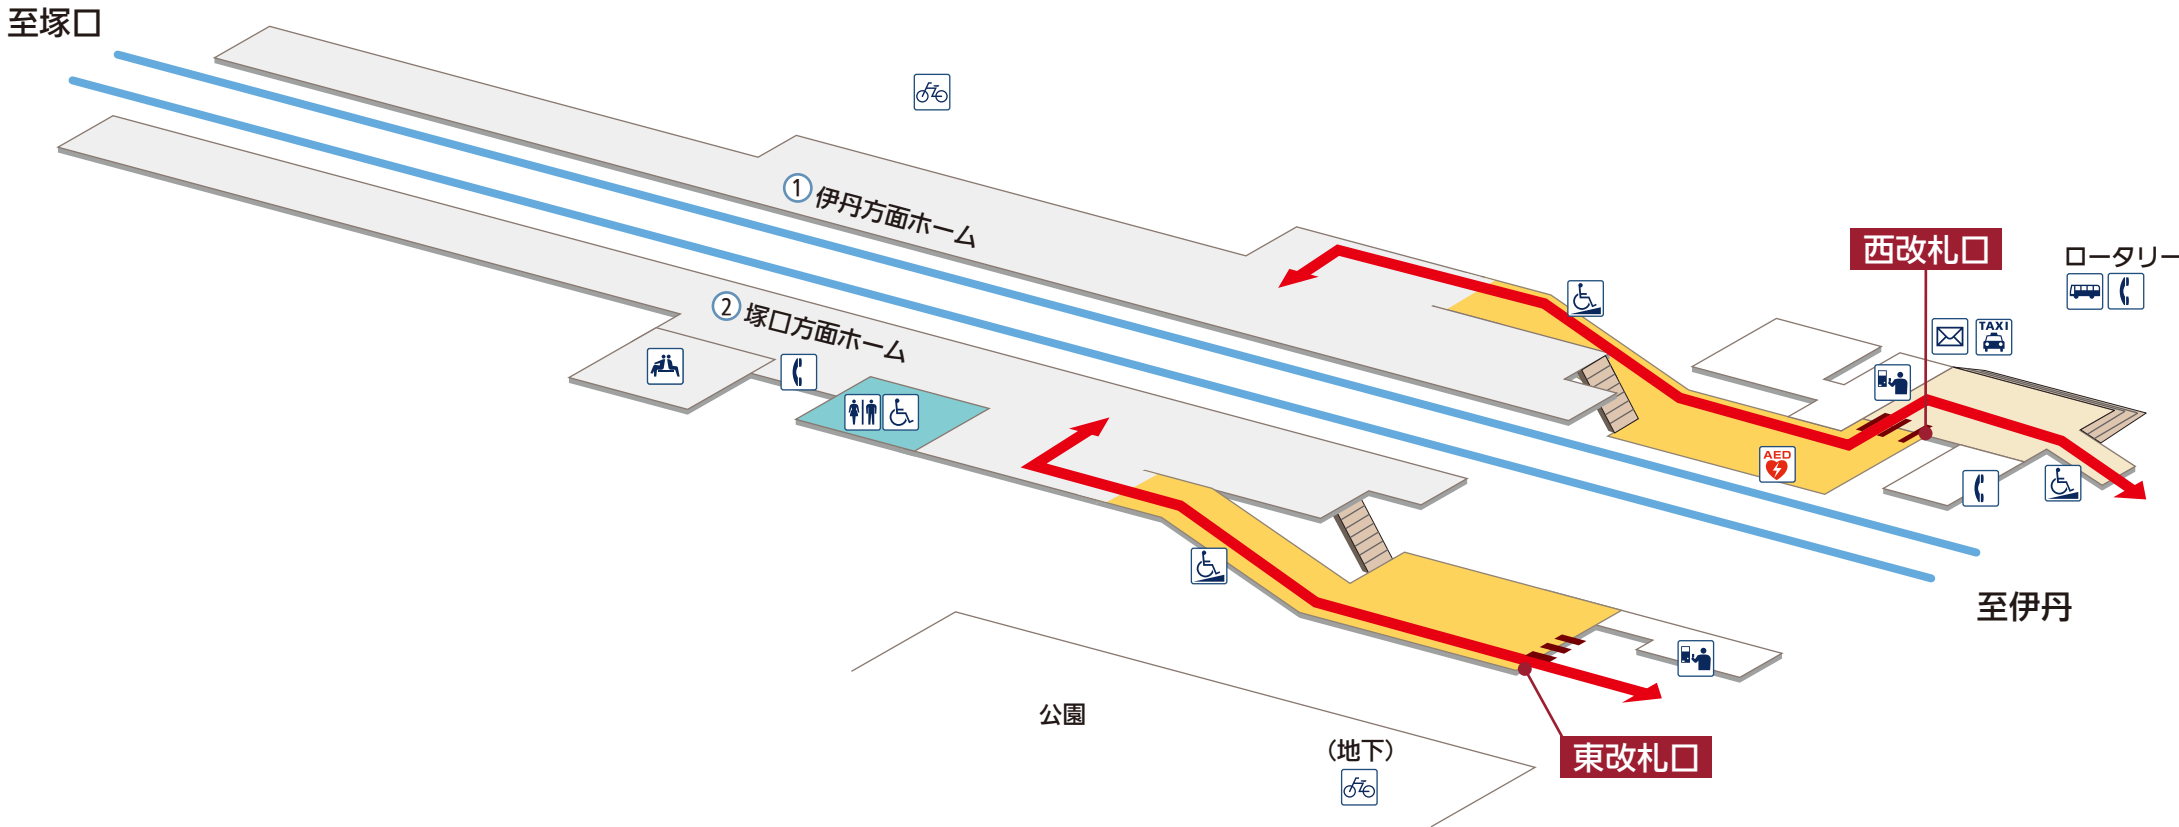 至塚口
① 伊丹方面ホーム
西改札口
ロータリー
TAXI
② 塚口方面ホーム
AED
至伊丹
公園
（地下）
東改札口